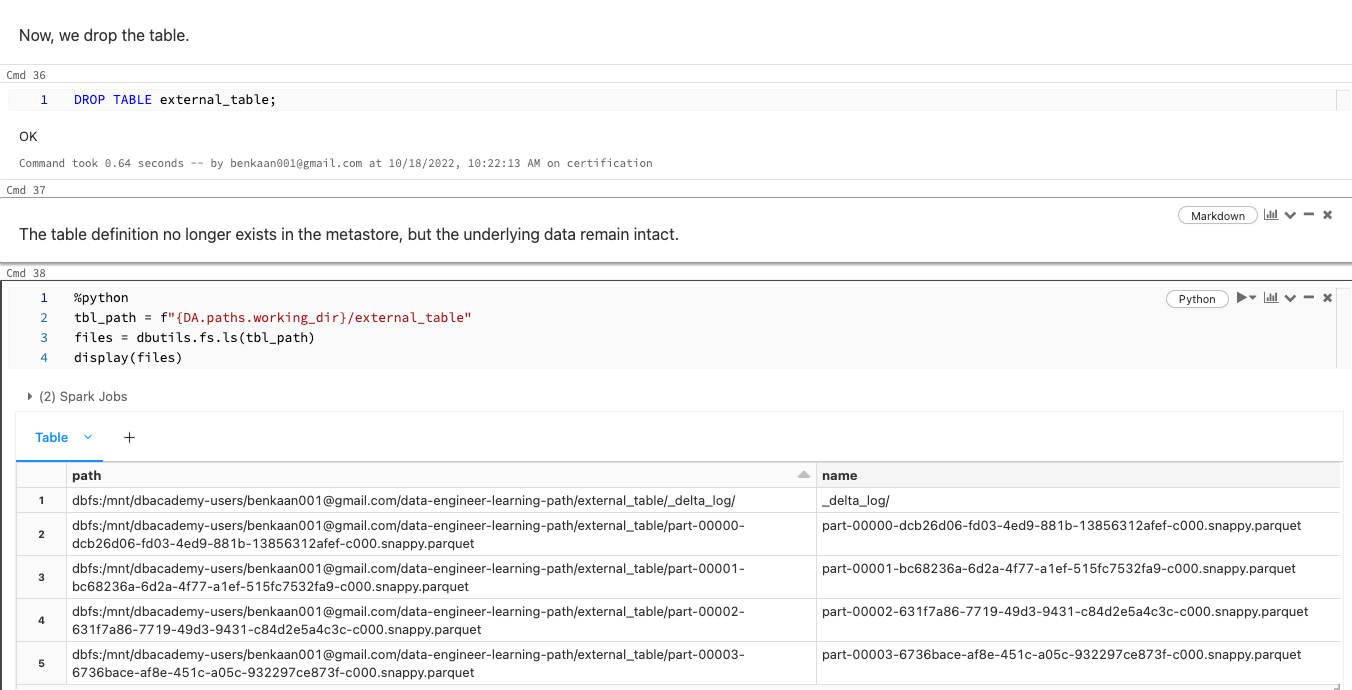 Now, we drop the table.
Cmd 36
1 DROP TABLE external_table;
OK
Command took 0.64 seconds -- by benkaan001@gmail.com at 10/18/2022, 10:22:13 AM on certification
Cmd 37
Markdown
The table definition no longer exists in the metastore, but the underlying data remain intact.
Cmd 38
1 %python
Python
2 tbl_path = f"{DA.paths.working_dir}/external_table"
3 files = dbutils.fs.ls(tbl_path)
4 display(files)
(2) Spark Jobs
Table +
path name
1 dbfs:/mnt/dbacademy-users/benkaan001@gmail.com/data-engineer-learning-path/external_table/_delta_log/ _delta_log/
2 dbfs:/mnt/dbacademy-users/benkaan001@gmail.com/data-engineer-learning-path/external_table/part-00000- part-00000-dcb26d06-fd03-4ed9-881b-13856312afef-c000.snappy.parquet
dcb26d06-fd03-4ed9-881b-13856312afef-c000.snappy.parquet
3 dbfs:/mnt/dbacademy-users/benkaan001@gmail.com/data-engineer-learning-path/external_table/part-00001- part-00001-bc68236a-6d2a-4f77-a1ef-515fc7532fa9-c000.snappy.parquet
bc68236a-6d2a-4f77-a1ef-515fc7532fa9-c000.snappy.parquet
4 dbfs:/mnt/dbacademy-users/benkaan001@gmail.com/data-engineer-learning-path/external_table/part-00002- part-00002-631f7a86-7719-49d3-9431-c84d2e5a4c3c-c000.snappy.parquet
631f7a86-7719-49d3-9431-c84d2e5a4c3c-c000.snappy.parquet
5 dbfs:/mnt/dbacademy-users/benkaan001@gmail.com/data-engineer-learning-path/external_table/part-00003- part-00003-6736bace-af8e-451c-a05c-932297ce873f-c000.snappy.parquet
6736bace-af8e-451c-a05c-932297ce873f-c000.snappy.parquet